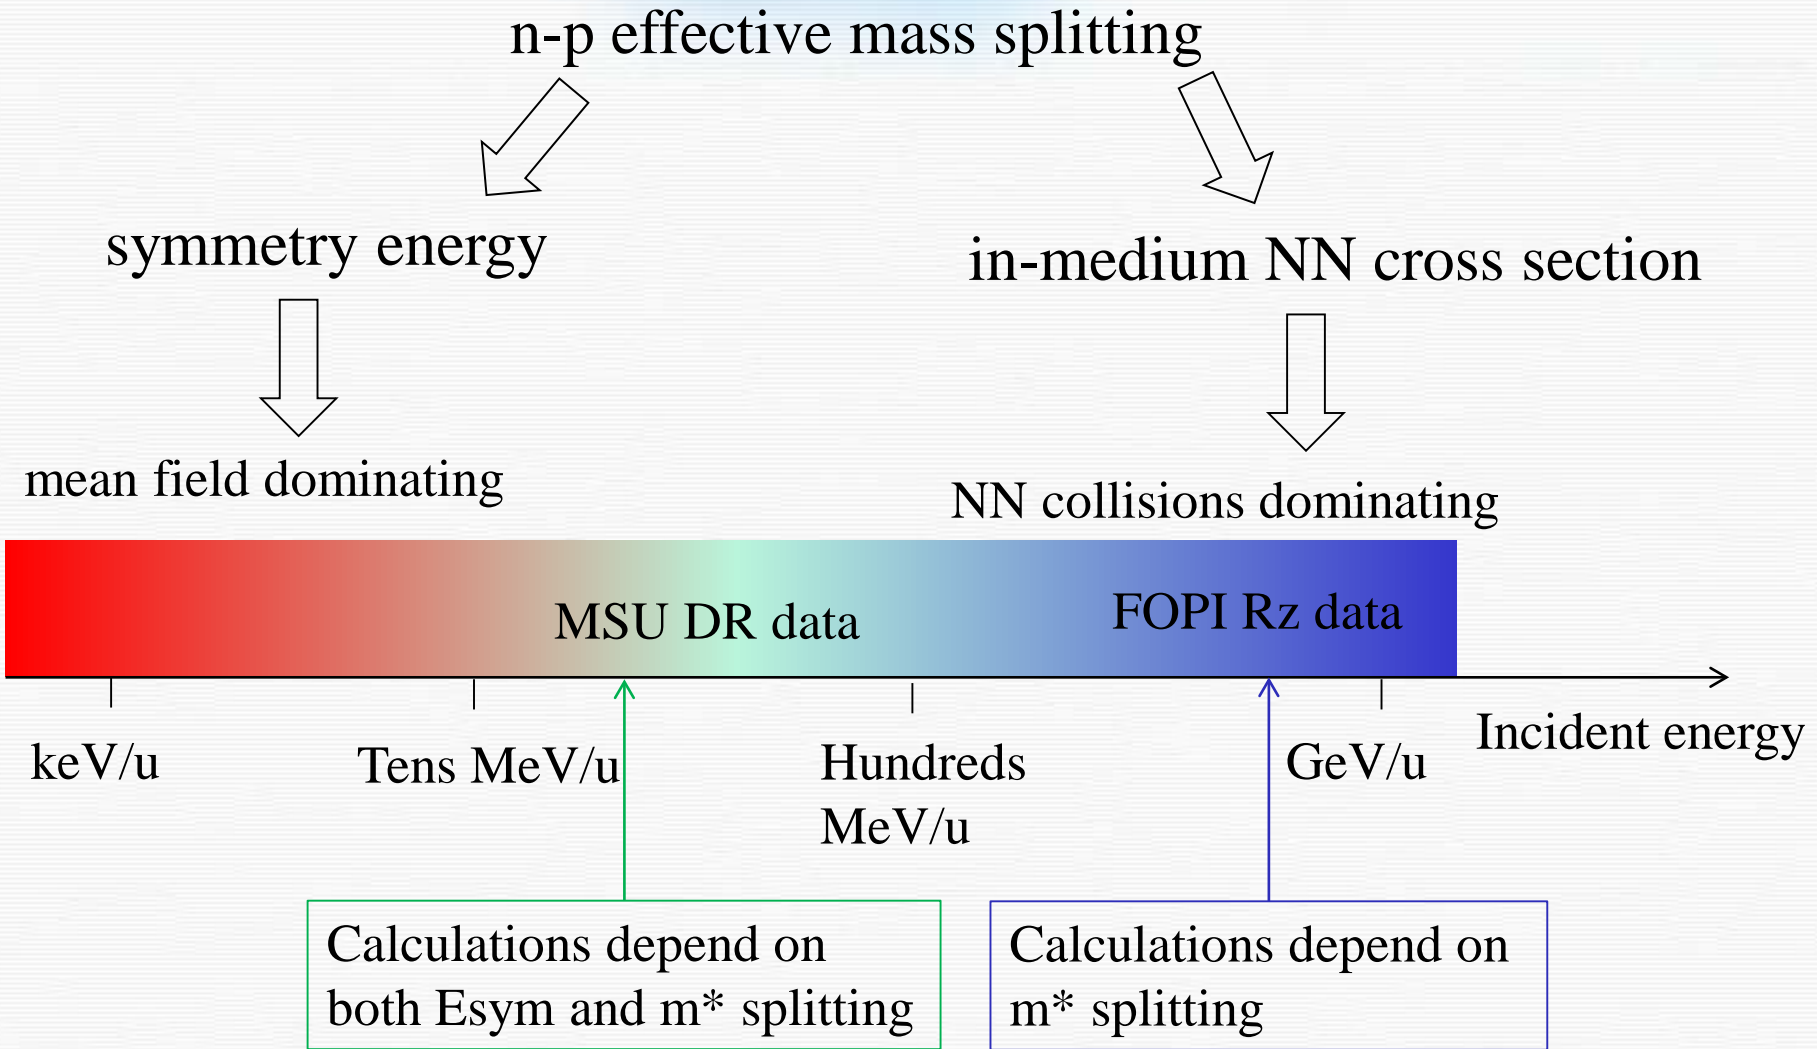 n-p effective mass splitting
symmetry energy
in-medium NN cross section
mean field dominating
NN collisions dominating
MSU DR data
FOPI Rz data
keV/u
Tens MeV/u
Hundreds
MeV/u
GeV/u
Incident energy
Calculations depend on
both Esym and m* splitting
Calculations depend on
m* splitting